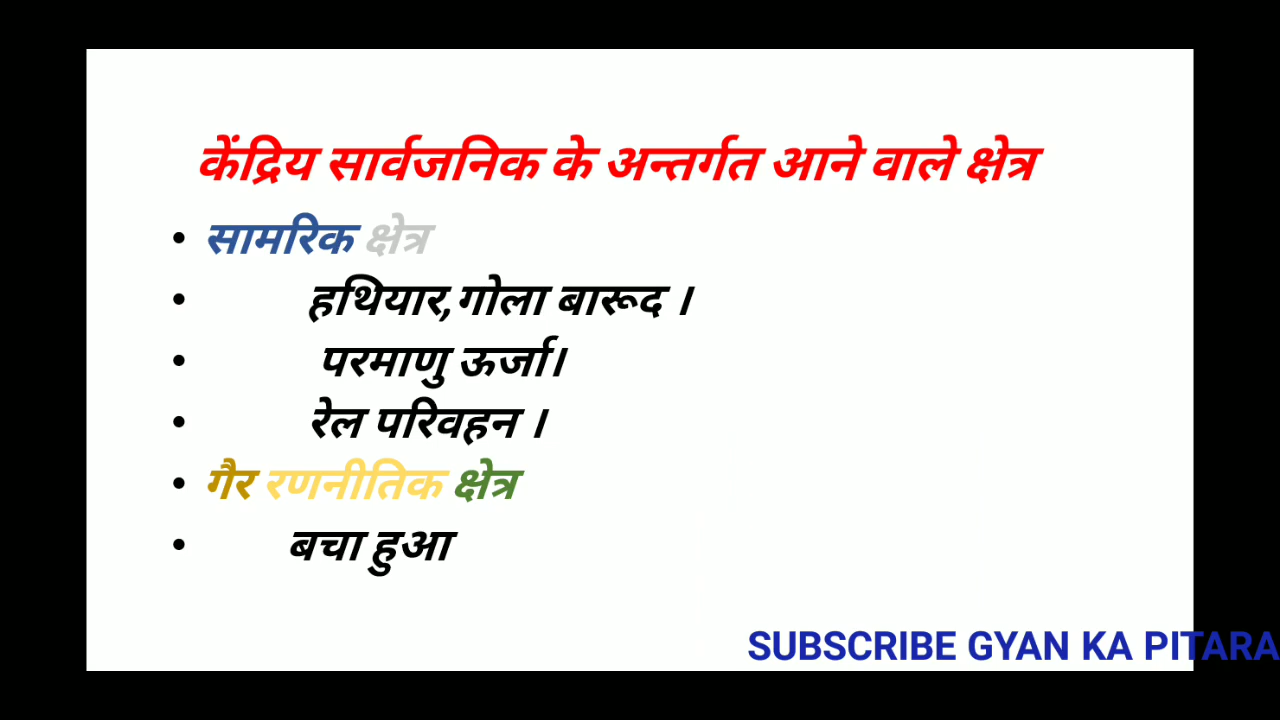 केंद्रिय सार्वजनिक के अन्तर्गत आने वाले क्षेत्र
• सामरिक क्षेत्र
• हथियार,गोला बारूद ।
• परमाणु ऊर्जा।
• रेल परिवहन ।
• गैर रणनीतिक क्षेत्र
• बचा हुआ
SUBSCRIBE GYAN KA PITARA